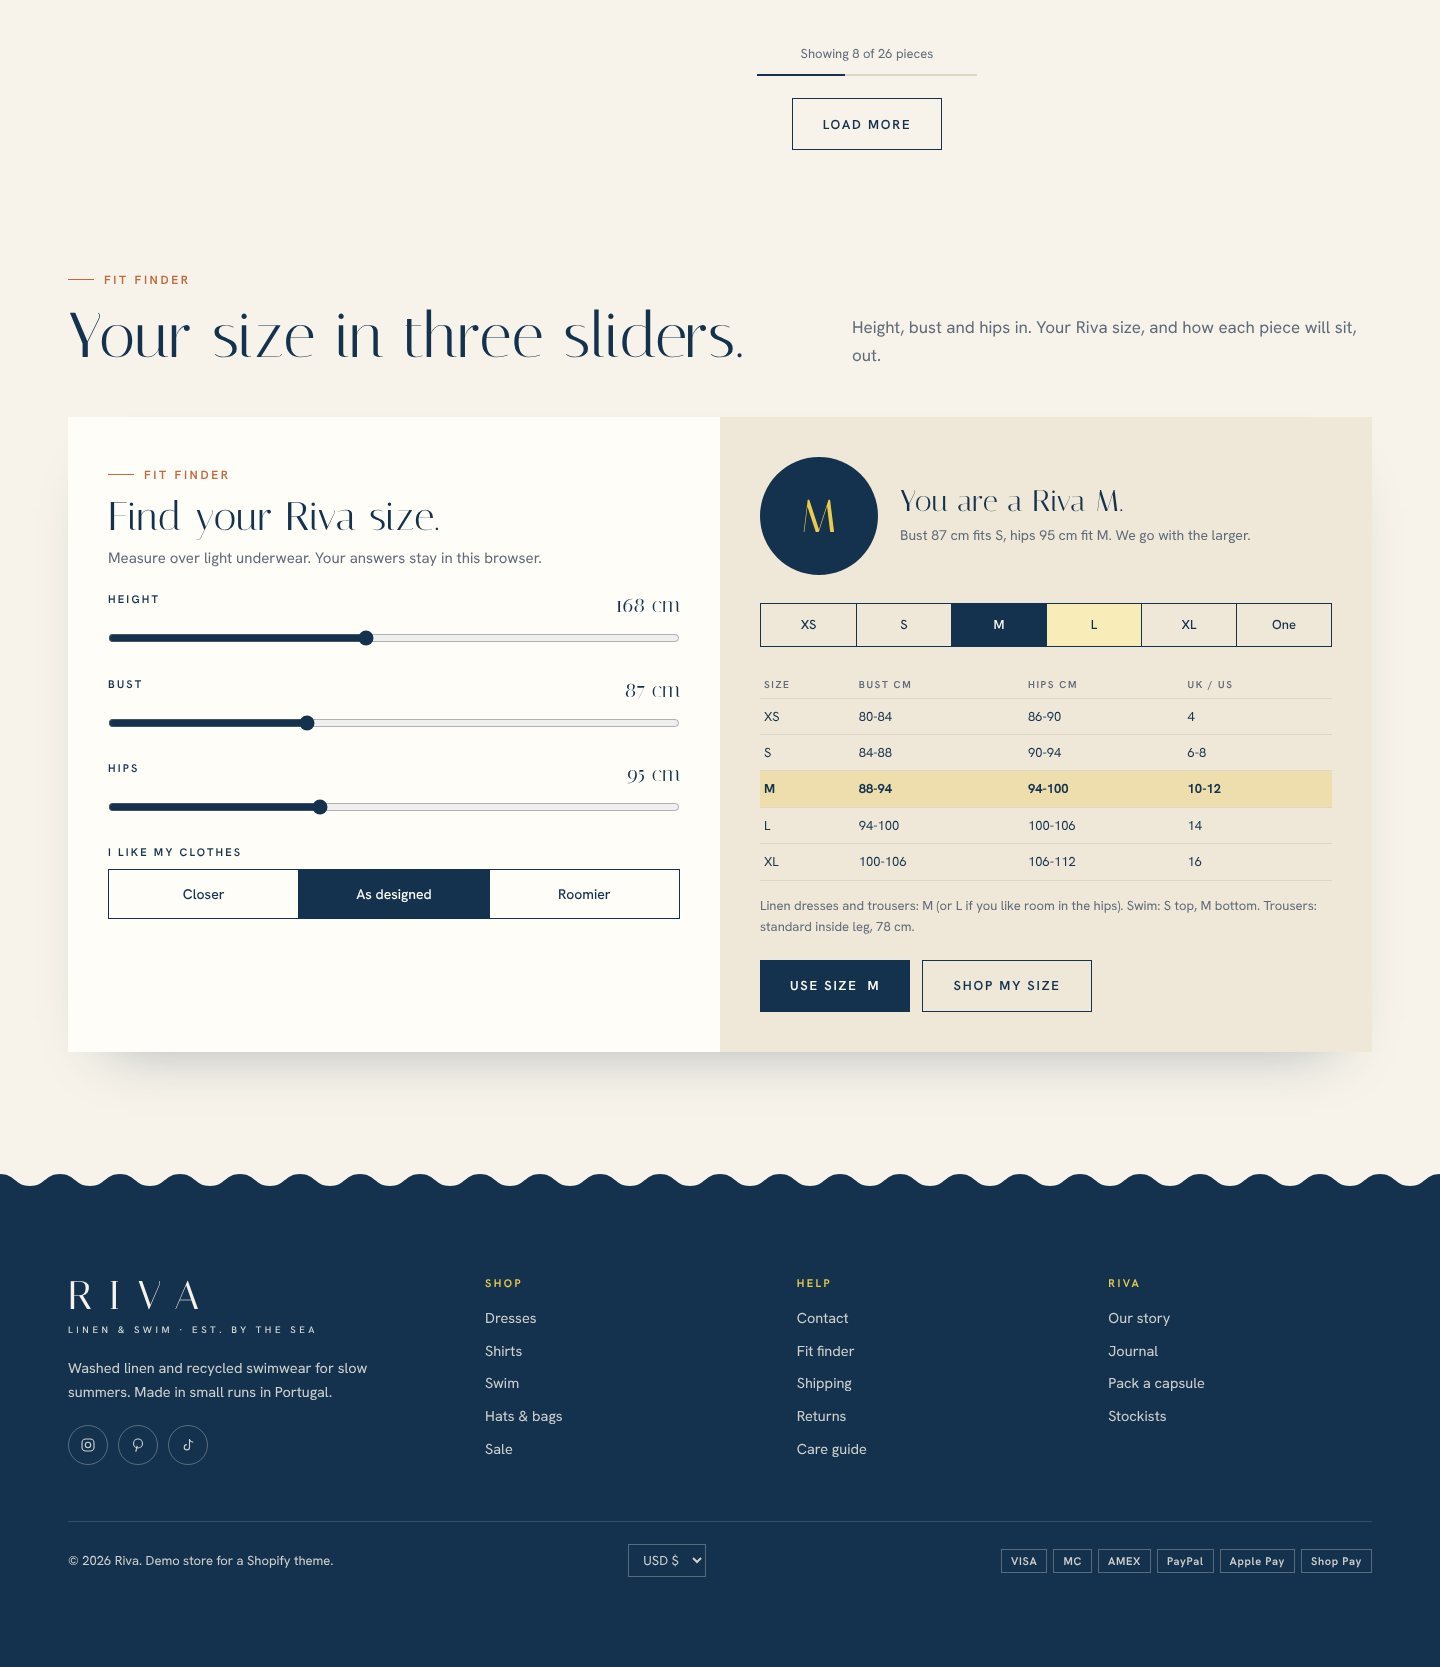 Showing 8 of 26 pieces
LOAD MORE
FIT FINDER
Your size in three sliders.
Height, bust and hips in. Your Riva size, and how each piece will sit,
out.
FIT FINDER
Find your Riva size.
Measure over light underwear. Your answers stay in this browser.
HEIGHT 168 cm
BUST 87 cm
HIPS 95 cm
I LIKE MY CLOTHES
Closer As designed Roomier
M
You are a Riva M.
Bust 87 cm fits S, hips 95 cm fit M. We go with the larger.
XS S M L XL One
SIZE BUST CM HIPS CM UK / US
XS 80-84 86-90 4
S 84-88 90-94 6-8
M 88-94 94-100 10-12
L 94-100 100-106 14
XL 100-106 106-112 16
Linen dresses and trousers: M (or L if you like room in the hips). Swim: S top, M bottom. Trousers:
standard inside leg, 78 cm.
USE SIZE M SHOP MY SIZE
RIVA
LINEN & SWIM · EST. BY THE SEA
Washed linen and recycled swimwear for slow
summers. Made in small runs in Portugal.
SHOP
Dresses
Shirts
Swim
Hats & bags
Sale
HELP
Contact
Fit finder
Shipping
Returns
Care guide
RIVA
Our story
Journal
Pack a capsule
Stockists
© 2026 Riva. Demo store for a Shopify theme.
USD $
VISA MC AMEX PayPal Apple Pay Shop Pay